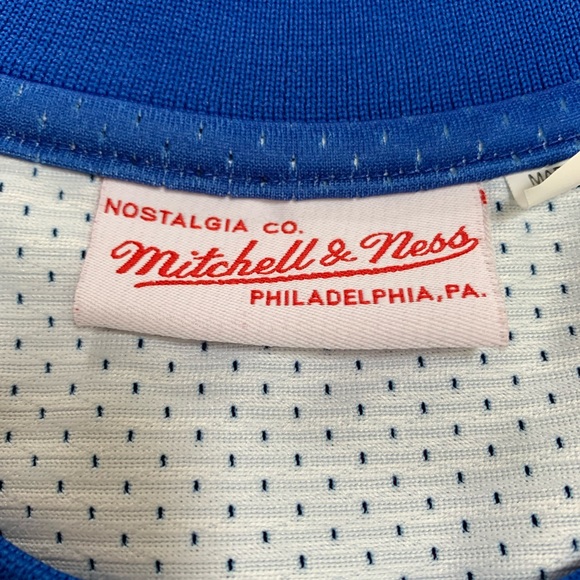 NOSTALGIA CO.
Mitchell & Ness
PHILADELPHIA, PA.